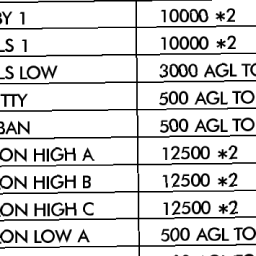 BY 1 10000 *2
LS 1 10000 *2
LS LOW 3000 AGL TO
TTY 500 AGL TO
BAN 500 AGL TO
ON HIGH A 12500 *2
ON HIGH B 12500 *2
ON HIGH C 12500 *2
ON LOW A 500 AGL TO